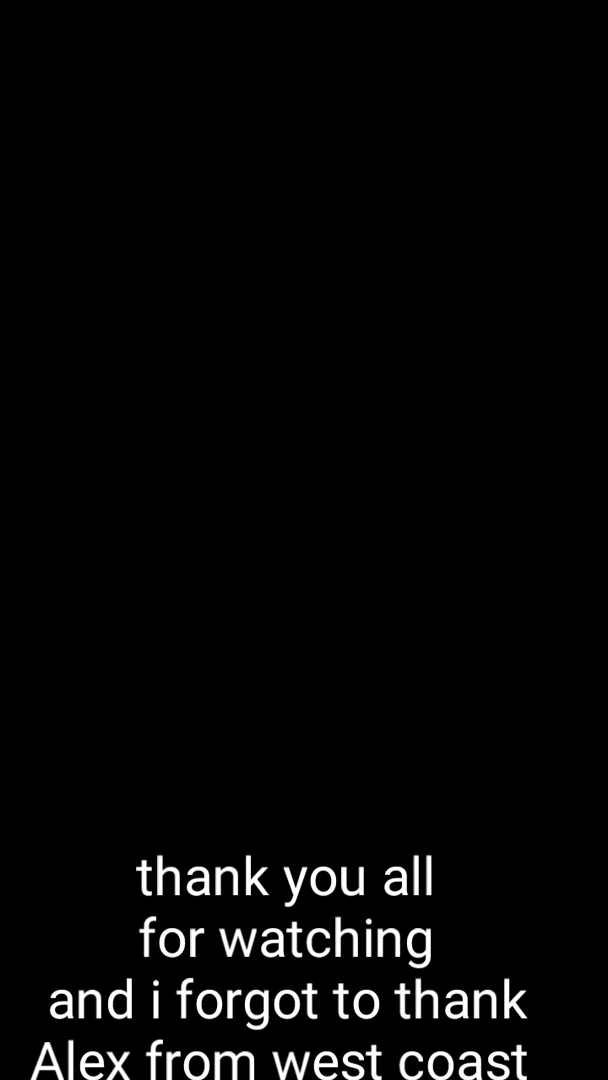 thank you all
for watching
and i forgot to thank
Alex from west coast